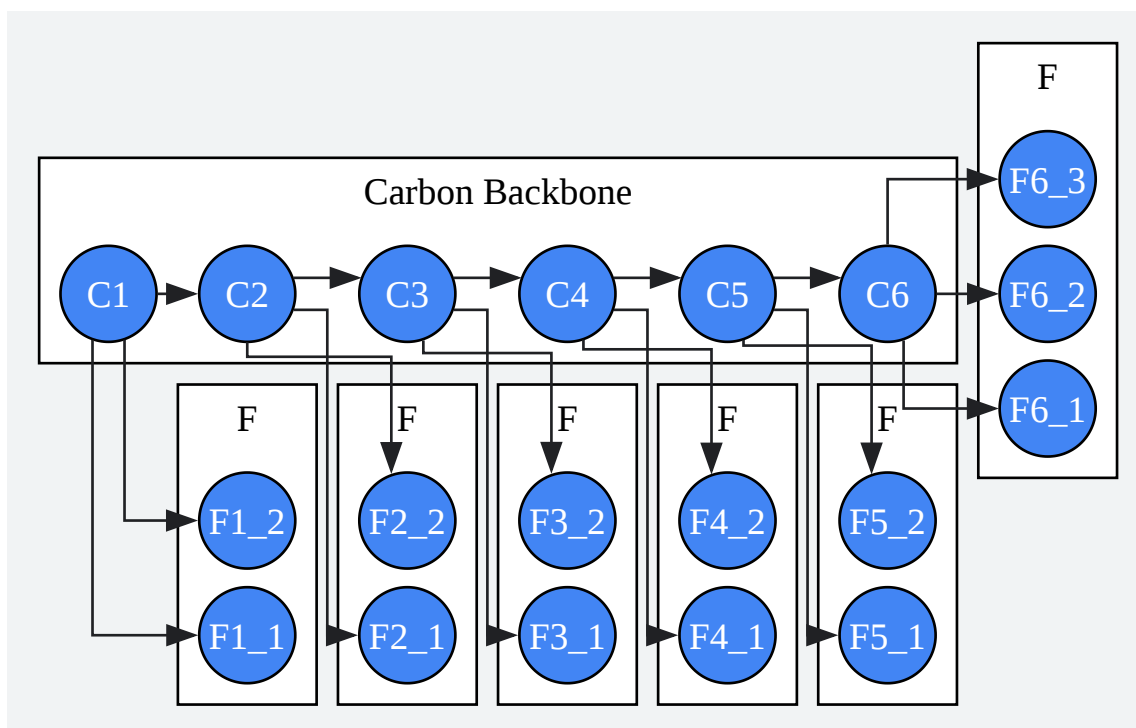 F
F6_3
Carbon Backbone
C1
C2
C3
C4
C5
C6
F6_2
F6_1
F
F
F
F
F
F1_2
F2_2
F3_2
F4_2
F5_2
F1_1
F2_1
F3_1
F4_1
F5_1